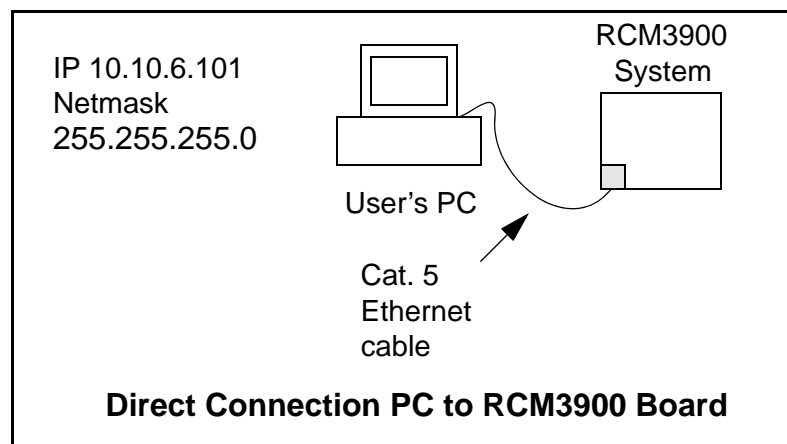 IP 10.10.6.101
Netmask
255.255.255.0
RCM3900
System
User’s PC
Cat. 5
Ethernet
cable
Direct Connection PC to RCM3900 Board